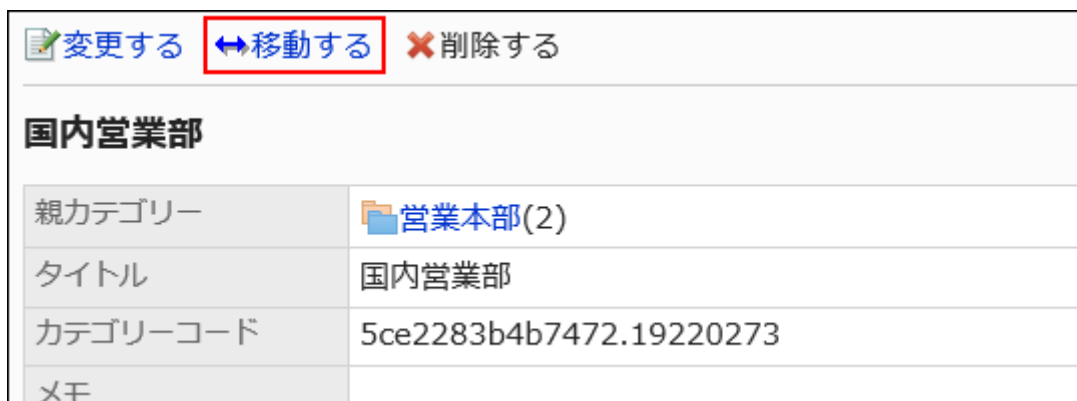 変更する 移動する 削除する
国内営業部
親カテゴリー 営業本部(2)
タイトル 国内営業部
カテゴリーコード 5ce2283b4b7472.19220273
メモ